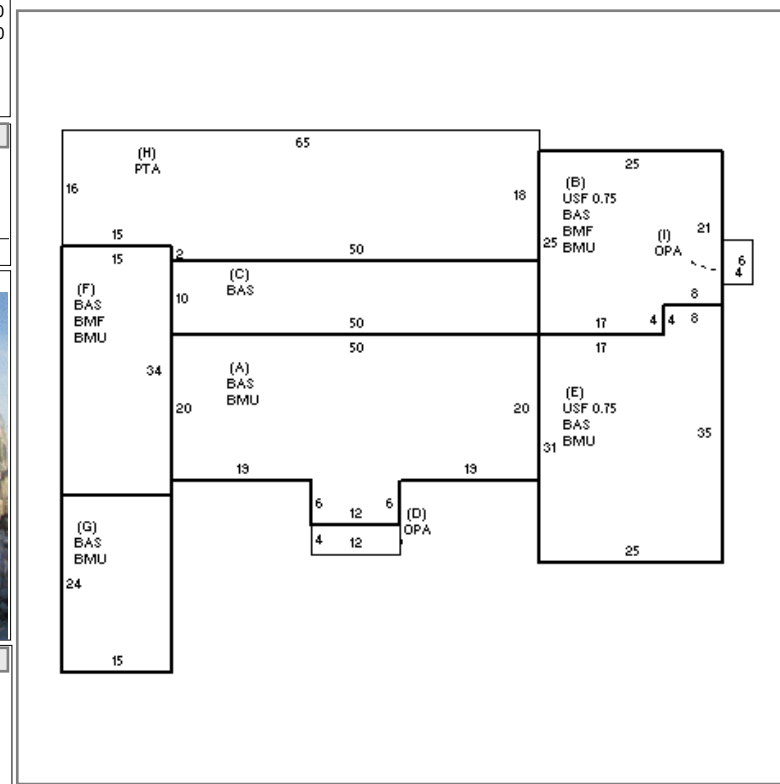 0
0
65
(H)
PTA
16
18
15
15
2
50
25
(B)
USF 0.75
BAS
BMF
BMU
25
21
(I)
OPA
6
4
8
8
4
4
(C)
BAS
10
50
50
17
17
(F)
BAS
BMF
BMU
34
(A)
BAS
BMU
20
20
(E)
USF 0.75
BAS
BMU
31
35
19
19
6
6
12
(D)
OPA
4
12
25
(G)
BAS
BMU
24
15